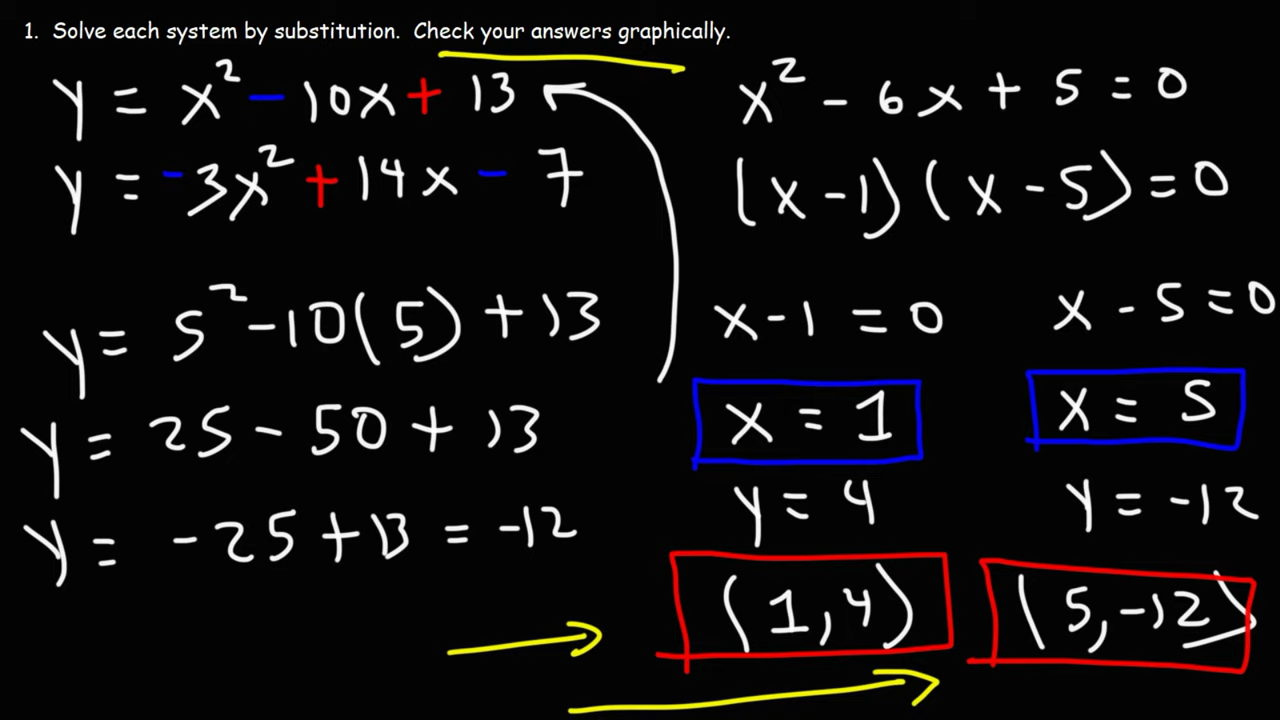 1. Solve each system by substitution. Check your answers graphically.
y = x² - 10x + 13
y = -3x² + 14x - 7
y = 5² - 10(5) + 13
y = 25 - 50 + 13
y = -25 + 13 = -12
x² - 6x + 5 = 0
(x - 1)(x - 5) = 0
x - 1 = 0
x = 1
y = 4
(1, 4)
x - 5 = 0
x = 5
y = -12
(5, -12)